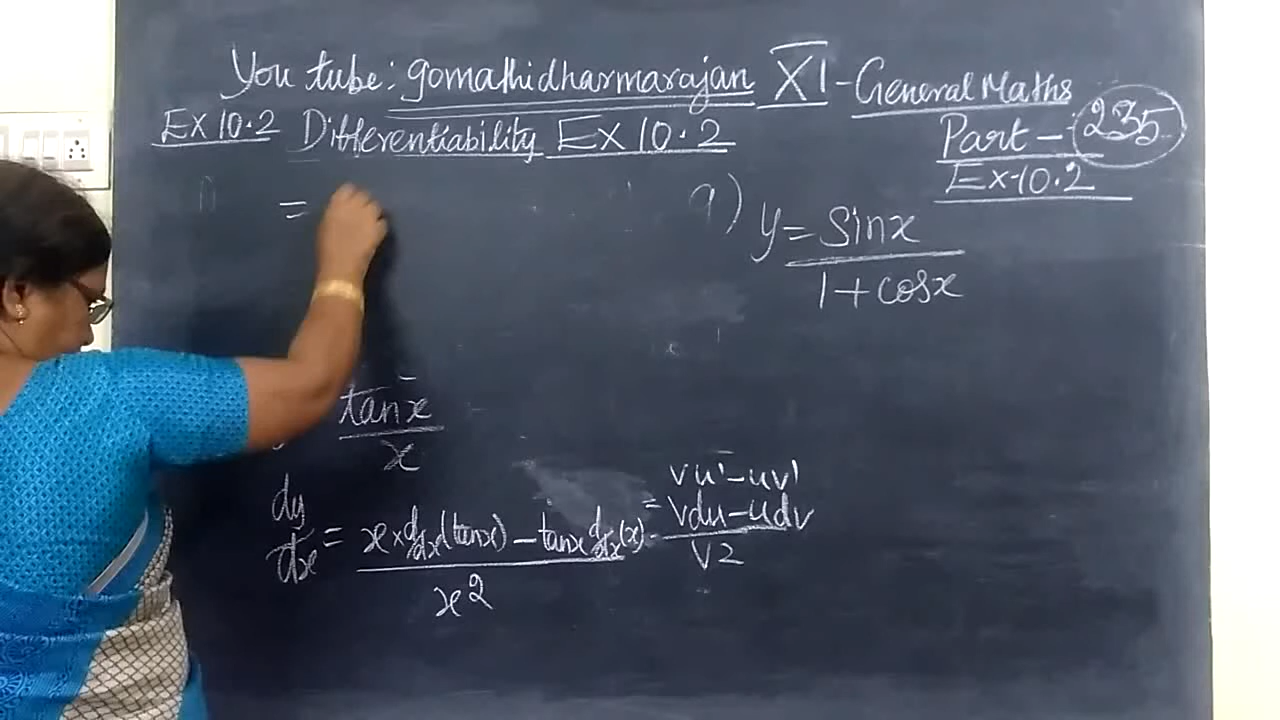 You tube: gomathidharmarajan XI - General Maths
EX 10.2 Differentiability EX 10.2 Part - 235
EX-10.2
=
9) y = sinx / 1+cosx
tanx / x
dy/dx = x × d/dx(tanx) - tanx d/dx(x) / x2 = vu' - uv'
vdu - udv / v2